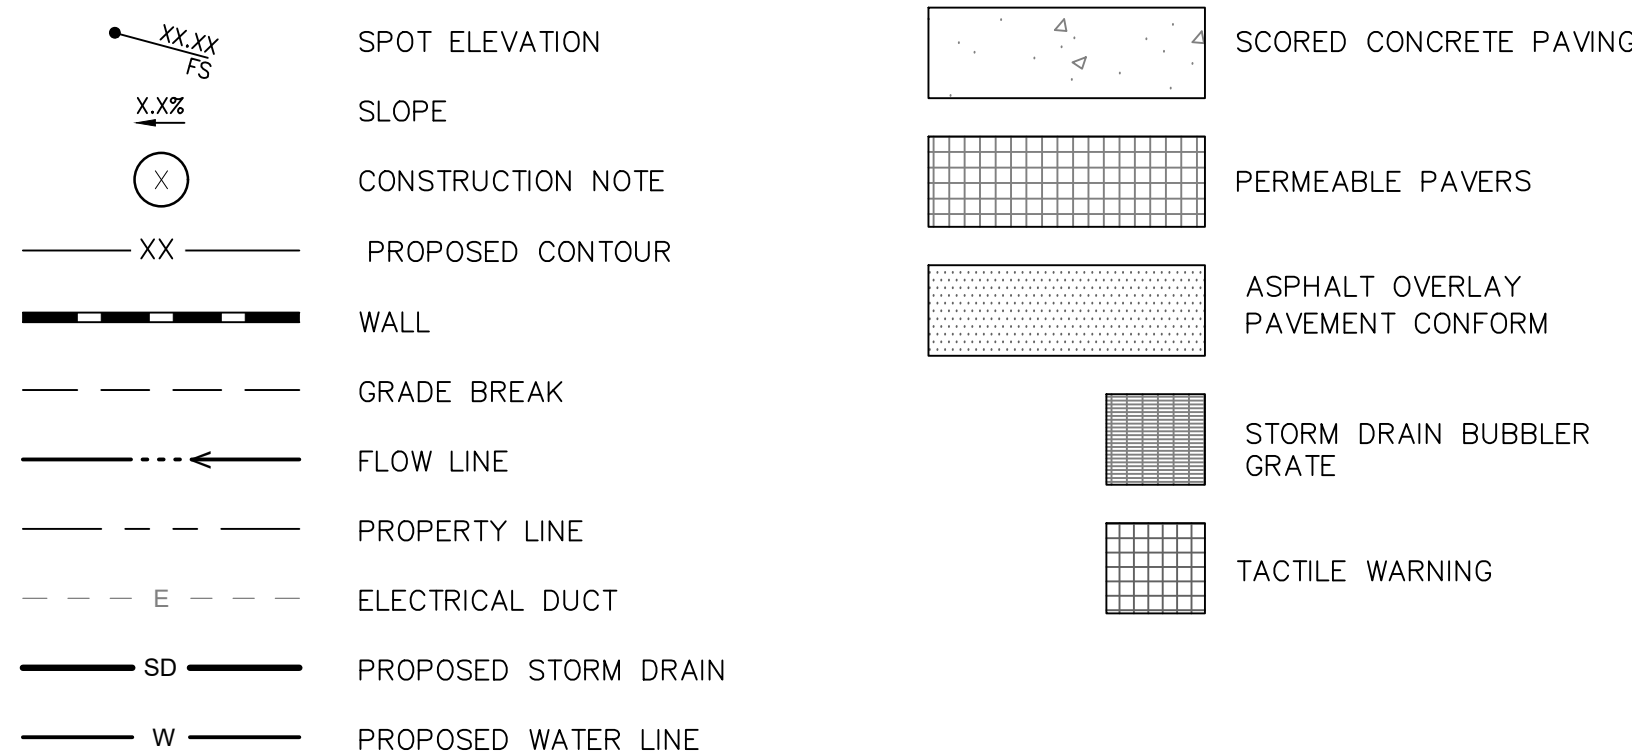 XX.XX
FS
SPOT ELEVATION
X.X%
SLOPE
X
CONSTRUCTION NOTE
XX
PROPOSED CONTOUR
WALL
GRADE BREAK
FLOW LINE
PROPERTY LINE
E
ELECTRICAL DUCT
SD
PROPOSED STORM DRAIN
W
PROPOSED WATER LINE
SCORED CONCRETE PAVING
PERMEABLE PAVERS
ASPHALT OVERLAY
PAVEMENT CONFORM
STORM DRAIN BUBBLER
GRATE
TACTILE WARNING